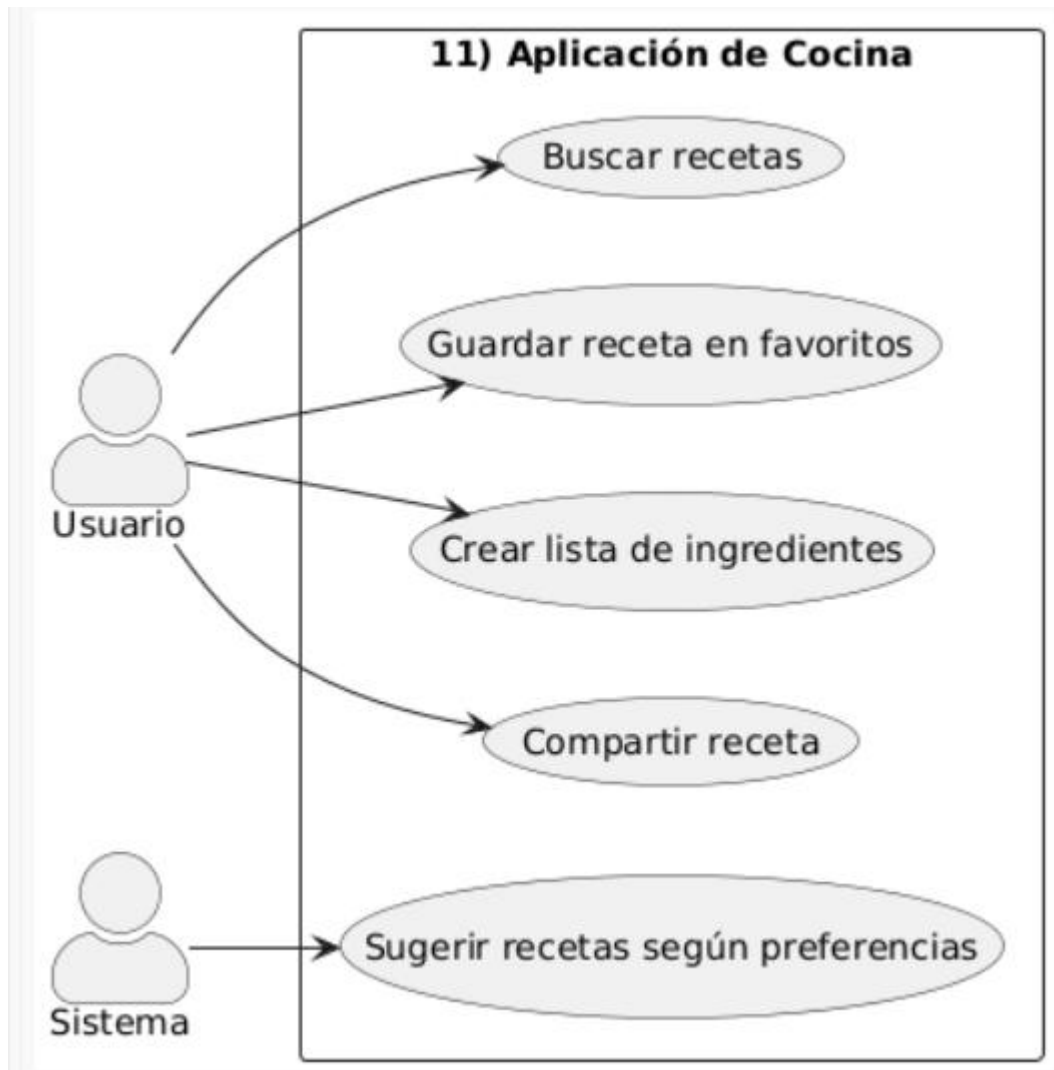 11) Aplicación de Cocina
Buscar recetas
Guardar receta en favoritos
Usuario
Crear lista de ingredientes
Compartir receta
Sugerir recetas según preferencias
Sistema